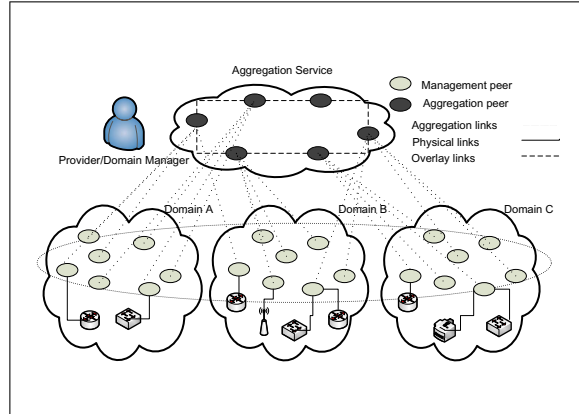 Aggregation Service
Management peer
Aggregation peer
Aggregation links
Physical links
Overlay links
Provider/Domain Manager
Domain A
Domain B
Domain C